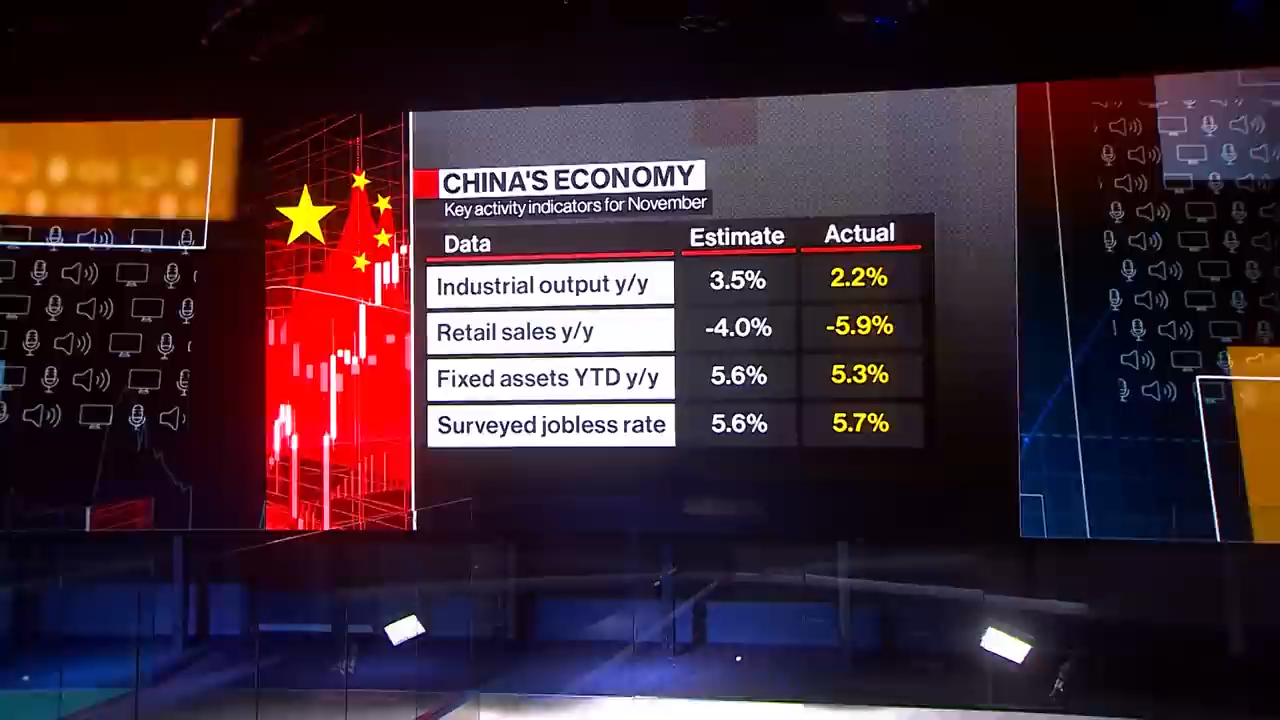 CHINA'S ECONOMY
Key activity indicators for November
Data Estimate Actual
Industrial output y/y 3.5% 2.2%
Retail sales y/y -4.0% -5.9%
Fixed assets YTD y/y 5.6% 5.3%
Surveyed jobless rate 5.6% 5.7%